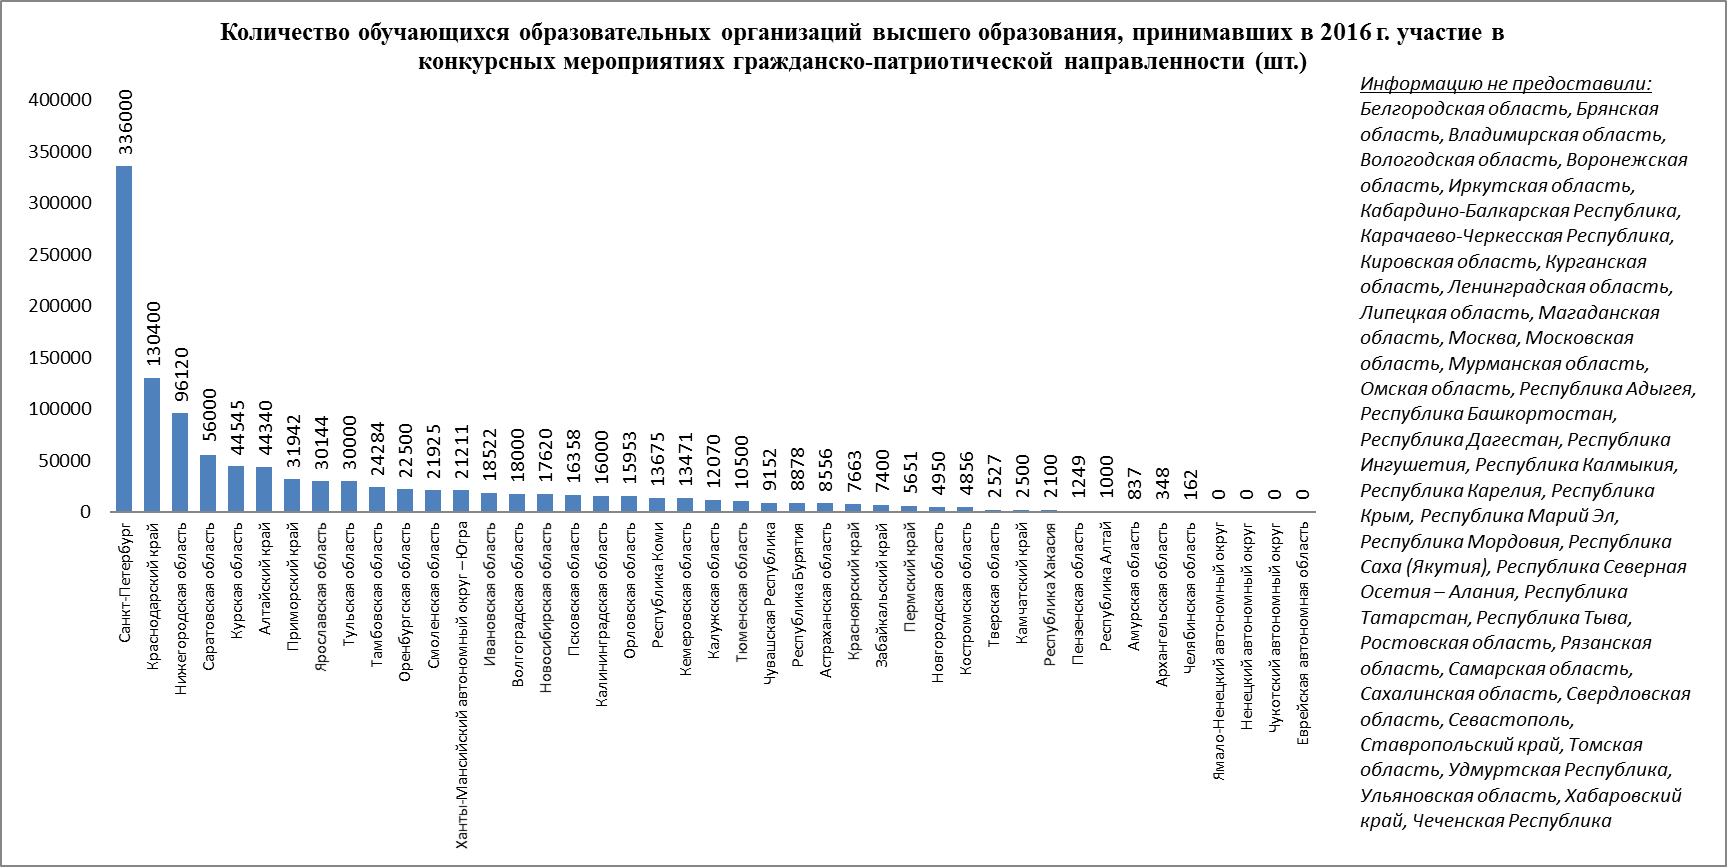 Количество обучающихся образовательных организаций высшего образования, принимавших в 2016 г. участие в
конкурсных мероприятиях гражданско-патриотической направленности (шт.)
400000
350000
300000
250000
200000
150000
100000
50000
0
336000
130400
96120
56000
44545
44340
31942
30144
30000
24284
22500
21925
21211
18522
18000
17620
16358
16000
15953
13675
13471
12070
10500
9152
8878
8556
7663
7400
5651
4950
4856
2527
2500
2100
1249
1000
837
348
162
0
0
0
0
Санкт-Петербург
Краснодарский край
Нижегородская область
Саратовская область
Курская область
Алтайский край
Приморский край
Ярославская область
Тульская область
Тамбовская область
Оренбургская область
Смоленская область
Ханты-Мансийский автономный округ – Югра
Ивановская область
Волгоградская область
Новосибирская область
Псковская область
Калининградская область
Орловская область
Республика Коми
Кемеровская область
Калужская область
Тюменская область
Чувашская Республика
Республика Бурятия
Астраханская область
Красноярский край
Забайкальский край
Пермский край
Новгородская область
Костромская область
Тверская область
Камчатский край
Республика Хакасия
Пензенская область
Республика Алтай
Амурская область
Архангельская область
Челябинская область
Ямало-Ненецкий автономный округ
Ненецкий автономный округ
Чукотский автономный округ
Еврейская автономная область
Информацию не предоставили:
Белгородская область, Брянская
область, Владимирская область,
Вологодская область, Воронежская
область, Иркутская область,
Кабардино-Балкарская Республика,
Карачаево-Черкесская Республика,
Кировская область, Курганская
область, Ленинградская область,
Липецкая область, Магаданская
область, Москва, Московская
область, Мурманская область,
Омская область, Республика Адыгея,
Республика Башкортостан,
Республика Дагестан, Республика
Ингушетия, Республика Калмыкия,
Республика Карелия, Республика
Крым, Республика Марий Эл,
Республика Мордовия, Республика
Саха (Якутия), Республика Северная
Осетия – Алания, Республика
Татарстан, Республика Тыва,
Ростовская область, Рязанская
область, Самарская область,
Сахалинская область, Свердловская
область, Севастополь,
Ставропольский край, Томская
область, Удмуртская Республика,
Ульяновская область, Хабаровский
край, Чеченская Республика